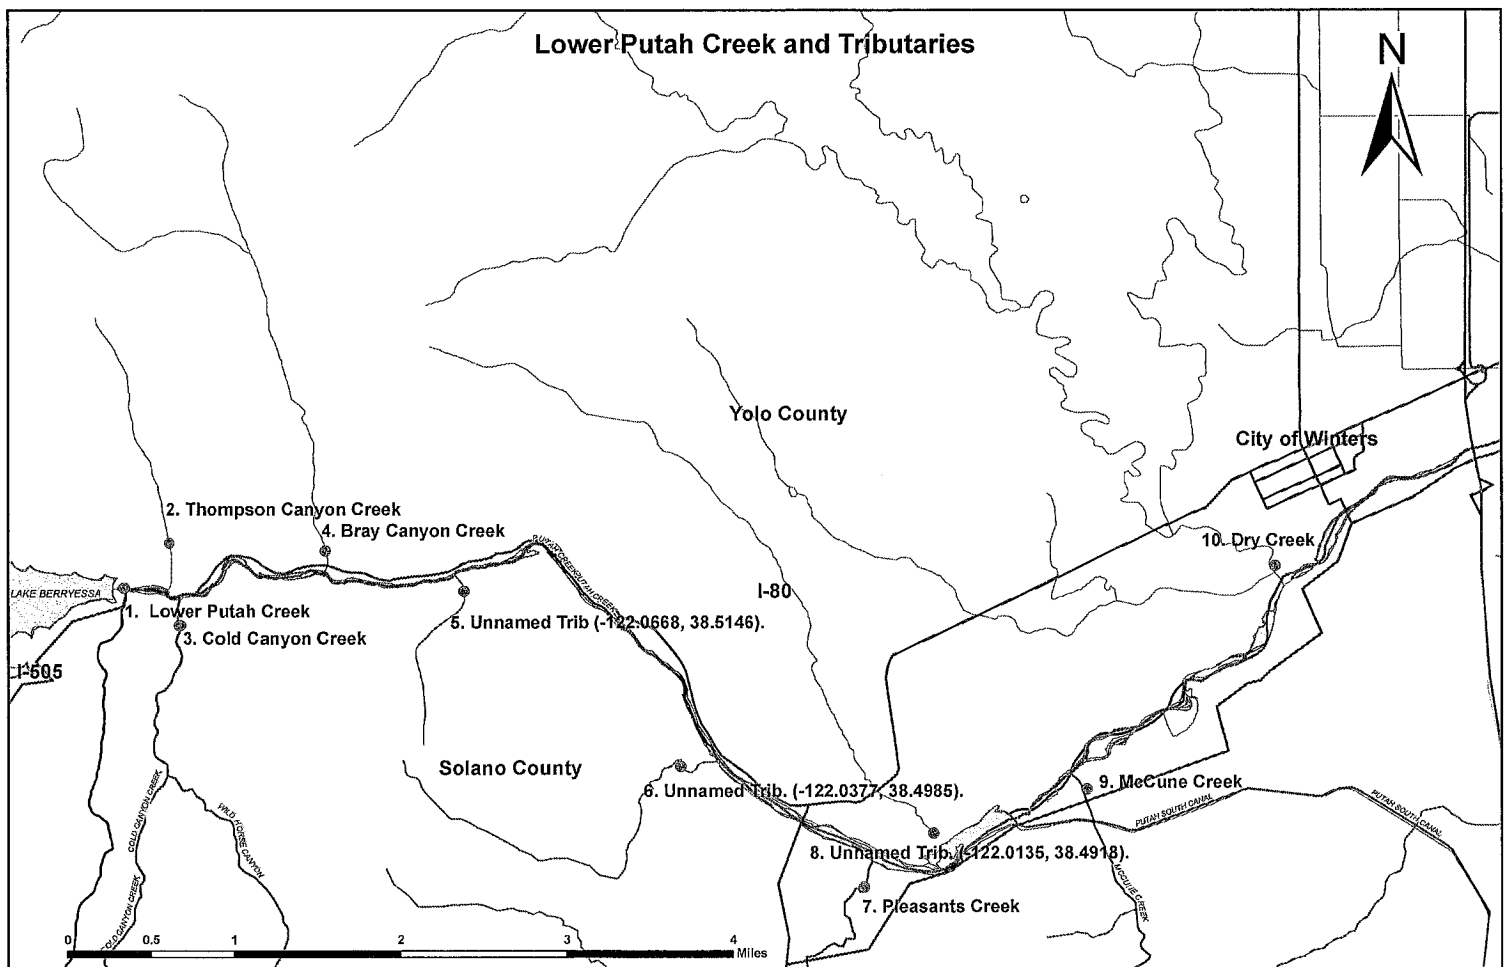 Lower Putah Creek and Tributaries
N
Yolo County
City of Winters
2. Thompson Canyon Creek
4. Bray Canyon Creek
10. Dry Creek
PUTAH CREEK
PUTAH CREEK
LAKE BERRYESSA
I-80
1. Lower Putah Creek
5. Unnamed Trib (-122.0668, 38.5146).
3. Cold Canyon Creek
I-505
Solano County
6. Unnamed Trib. (-122.0377, 38.4985).
9. McCune Creek
COLD CANYON CREEK
WILD HORSE CANYON
PUTAH SOUTH CANAL
PUTAH SOUTH CANAL
8. Unnamed Trib. (-122.0135, 38.4918).
MCCUNE CREEK
7. Pleasants Creek
COLD CANYON CREEK
0 0.5 1 2 3 4
Miles